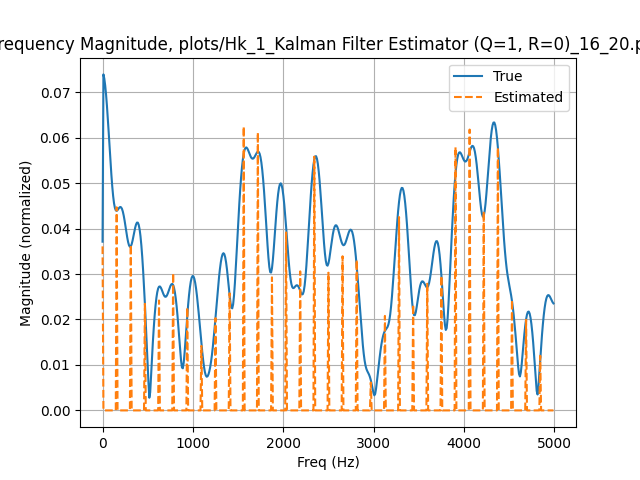 requency Magnitude, plots/Hk_1_Kalman Filter Estimator (Q=1, R=0)_16_20.p
True
Estimated
Magnitude (normalized)
0.07
0.06
0.05
0.04
0.03
0.02
0.01
0.00
0 1000 2000 3000 4000 5000
Freq (Hz)